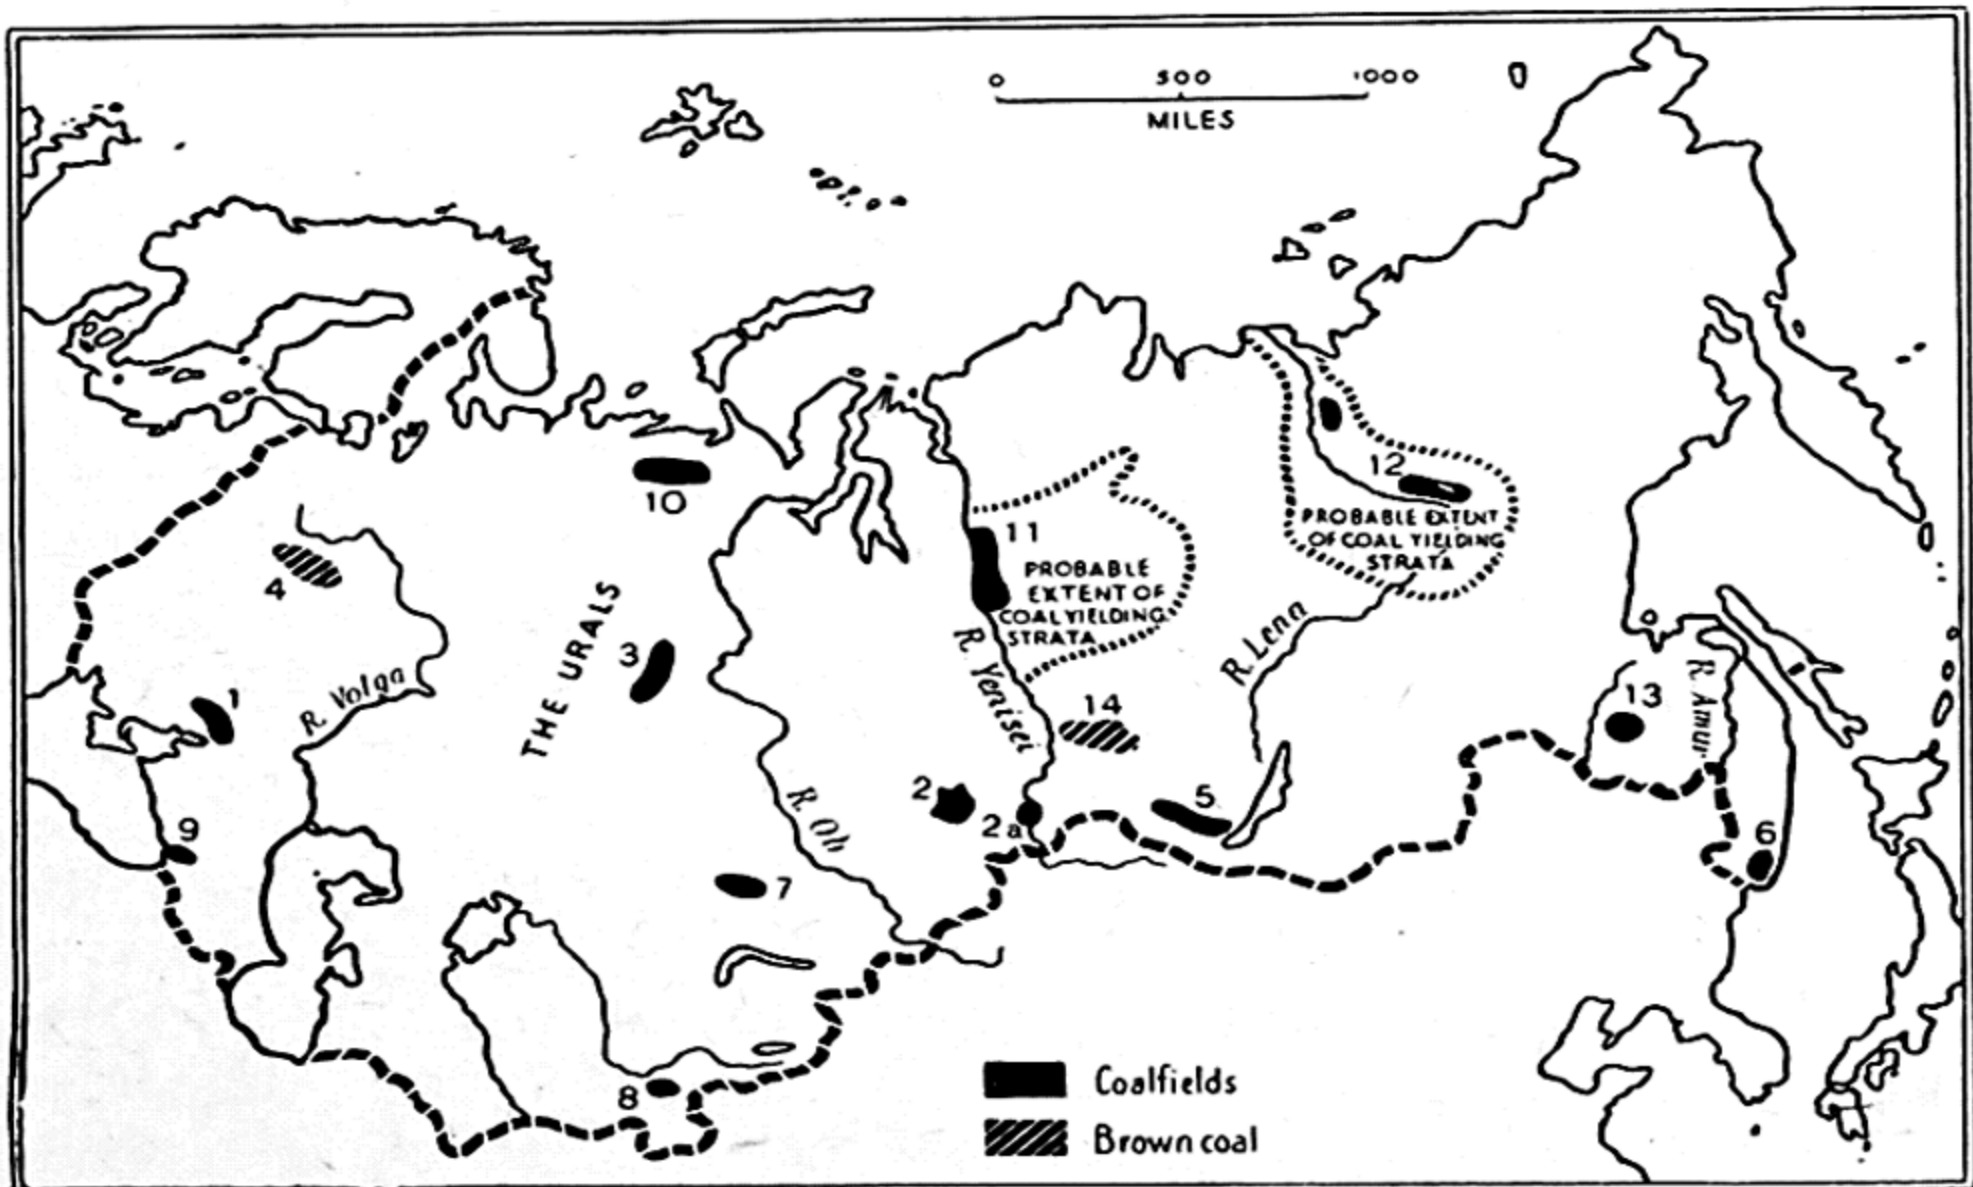 0 500 1000
MILES
10
12
PROBABLE EXTENT
OF COAL YIELDING
STRATA
11
PROBABLE
EXTENT OF
COAL YIELDING
STRATA
4
THE URALS
3
R. Volga
1
R. Yenisei
R. Lena
14
13
R. Amur
2
2a
5
R. Ob
9
6
7
8
Coalfields
Brown coal